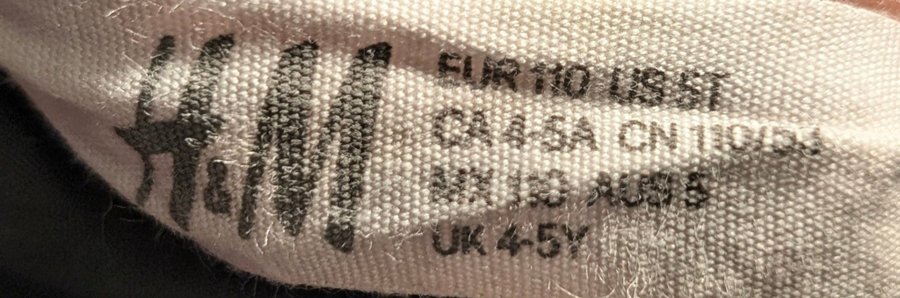 H&M
EUR 110 US 5T
CA 4-5A CN 110/56
MX 110 AUS 5
UK 4-5Y